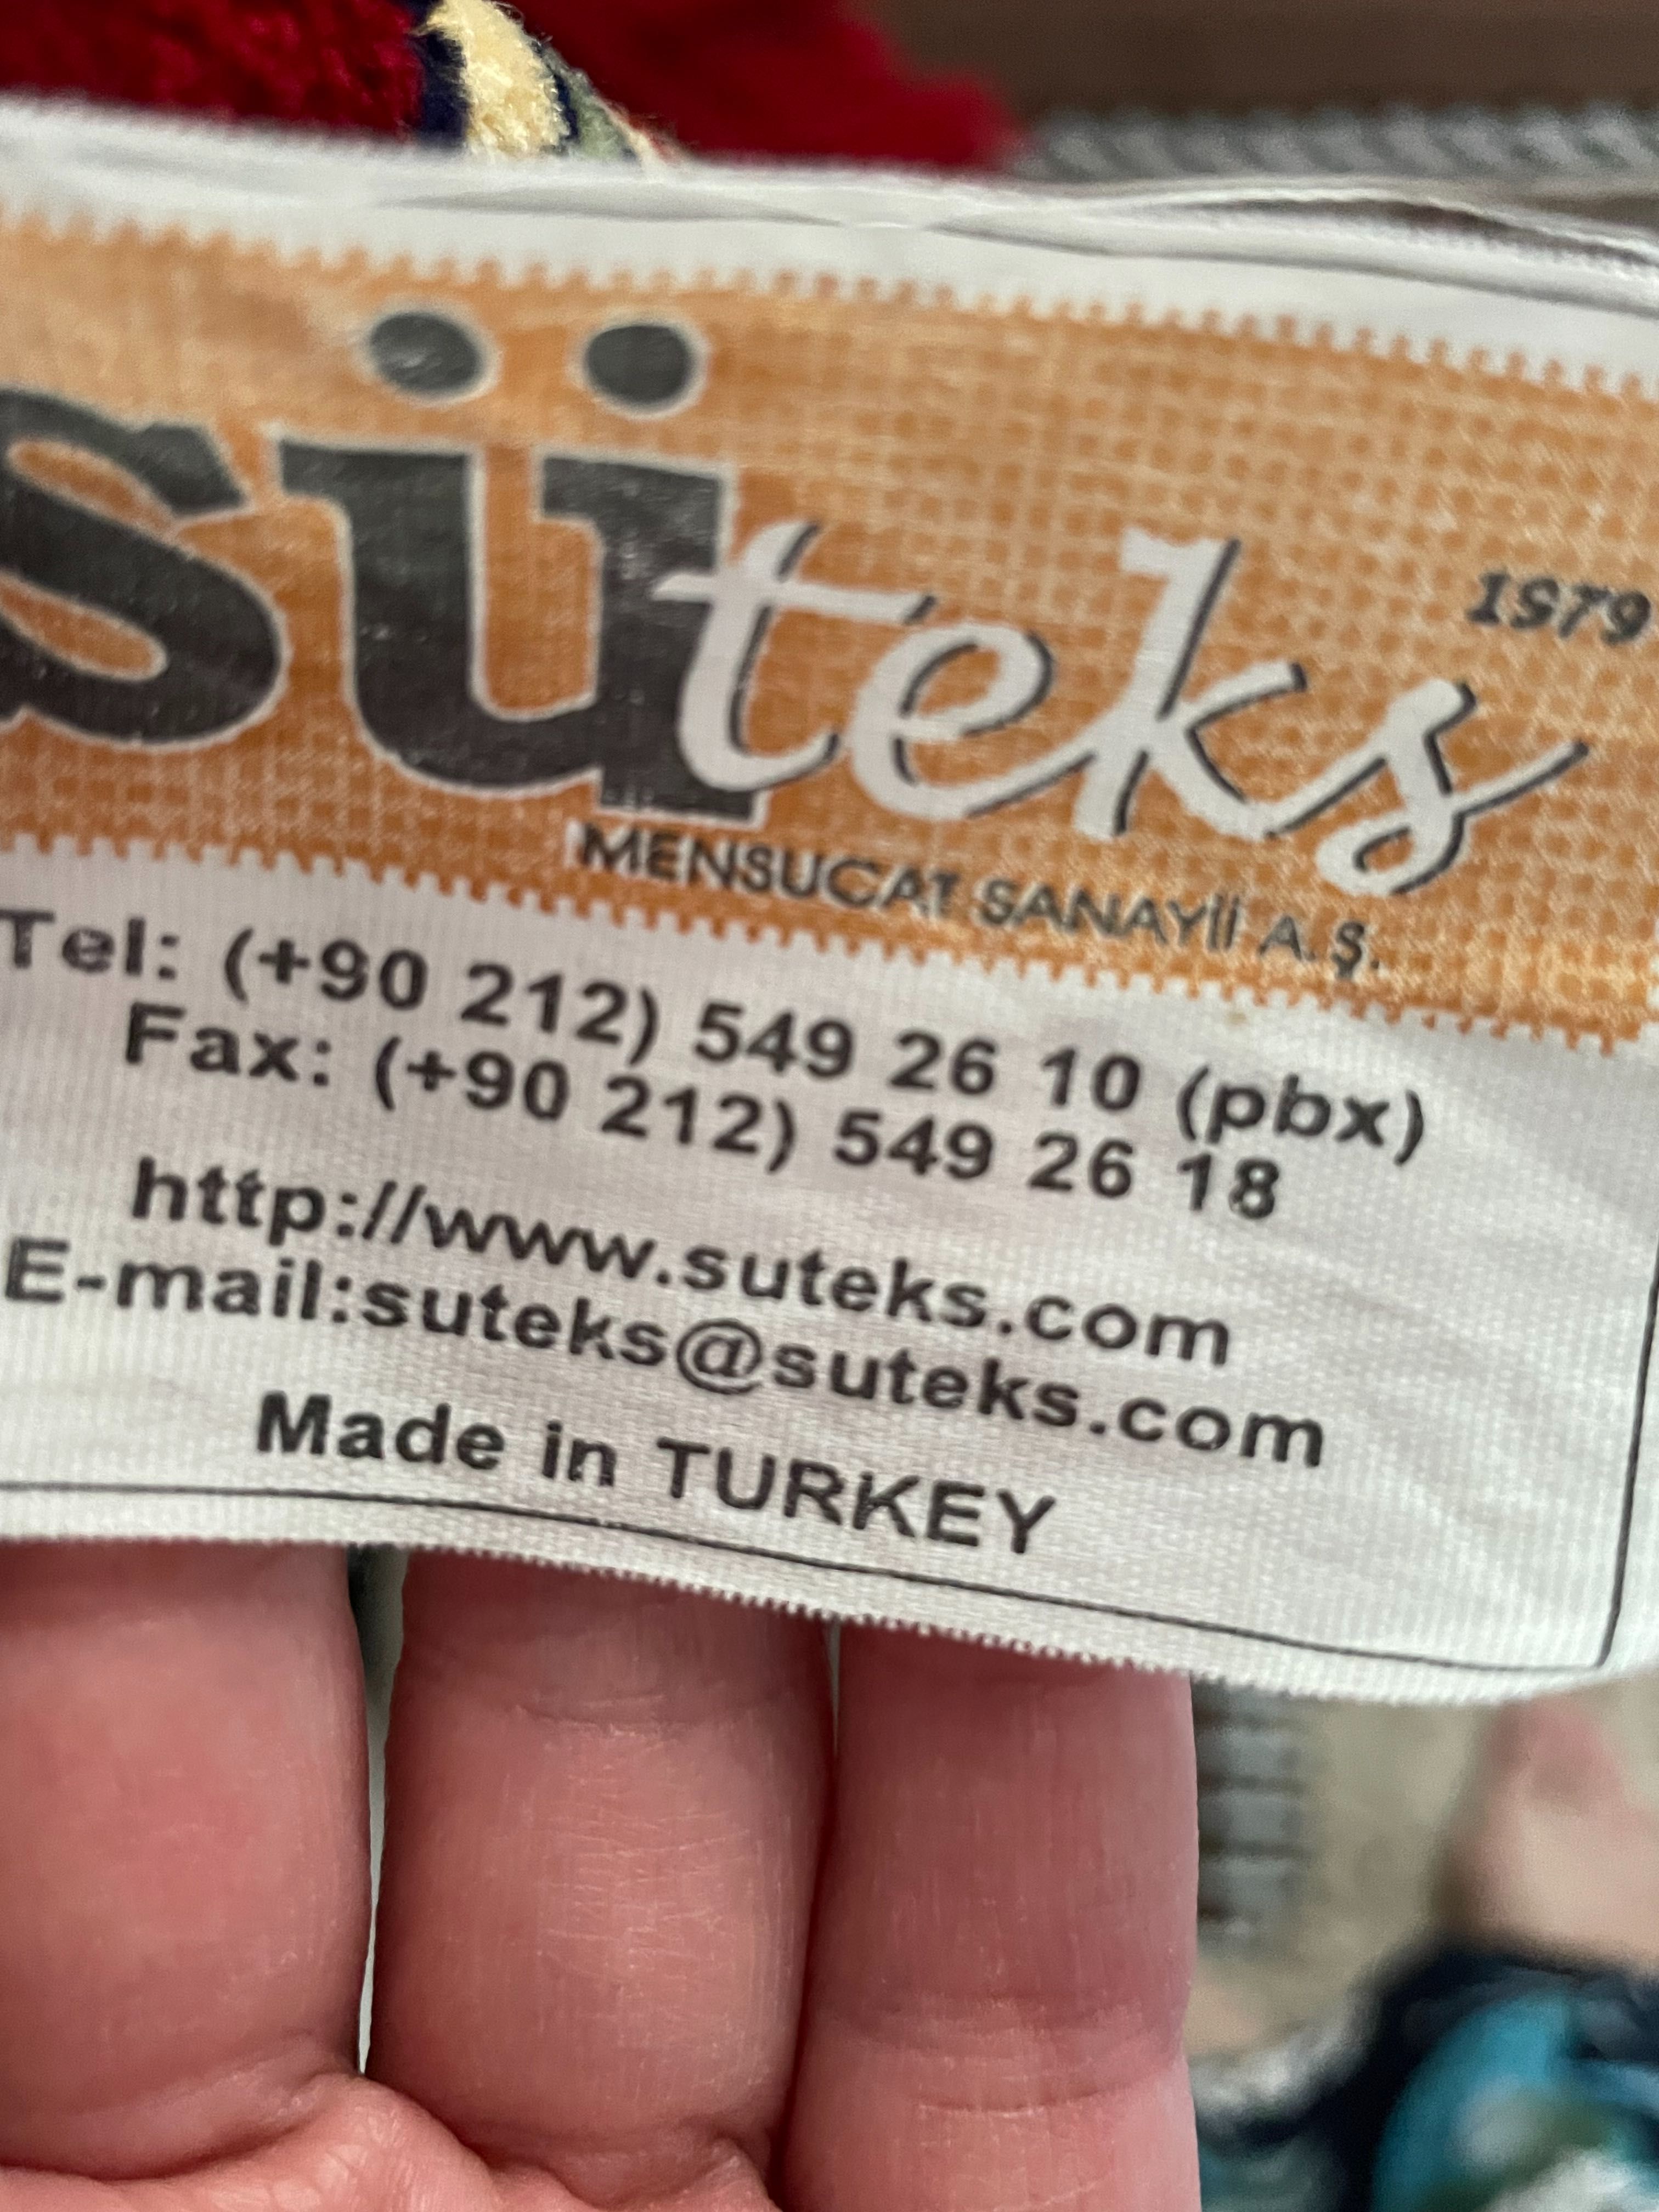 süteks
1979
MENSUCAT SANAYİİ A.Ş.
Tel: (+90 212) 549 26 10 (pbx)
Fax: (+90 212) 549 26 18
http://www.suteks.com
E-mail:suteks@suteks.com
Made in TURKEY